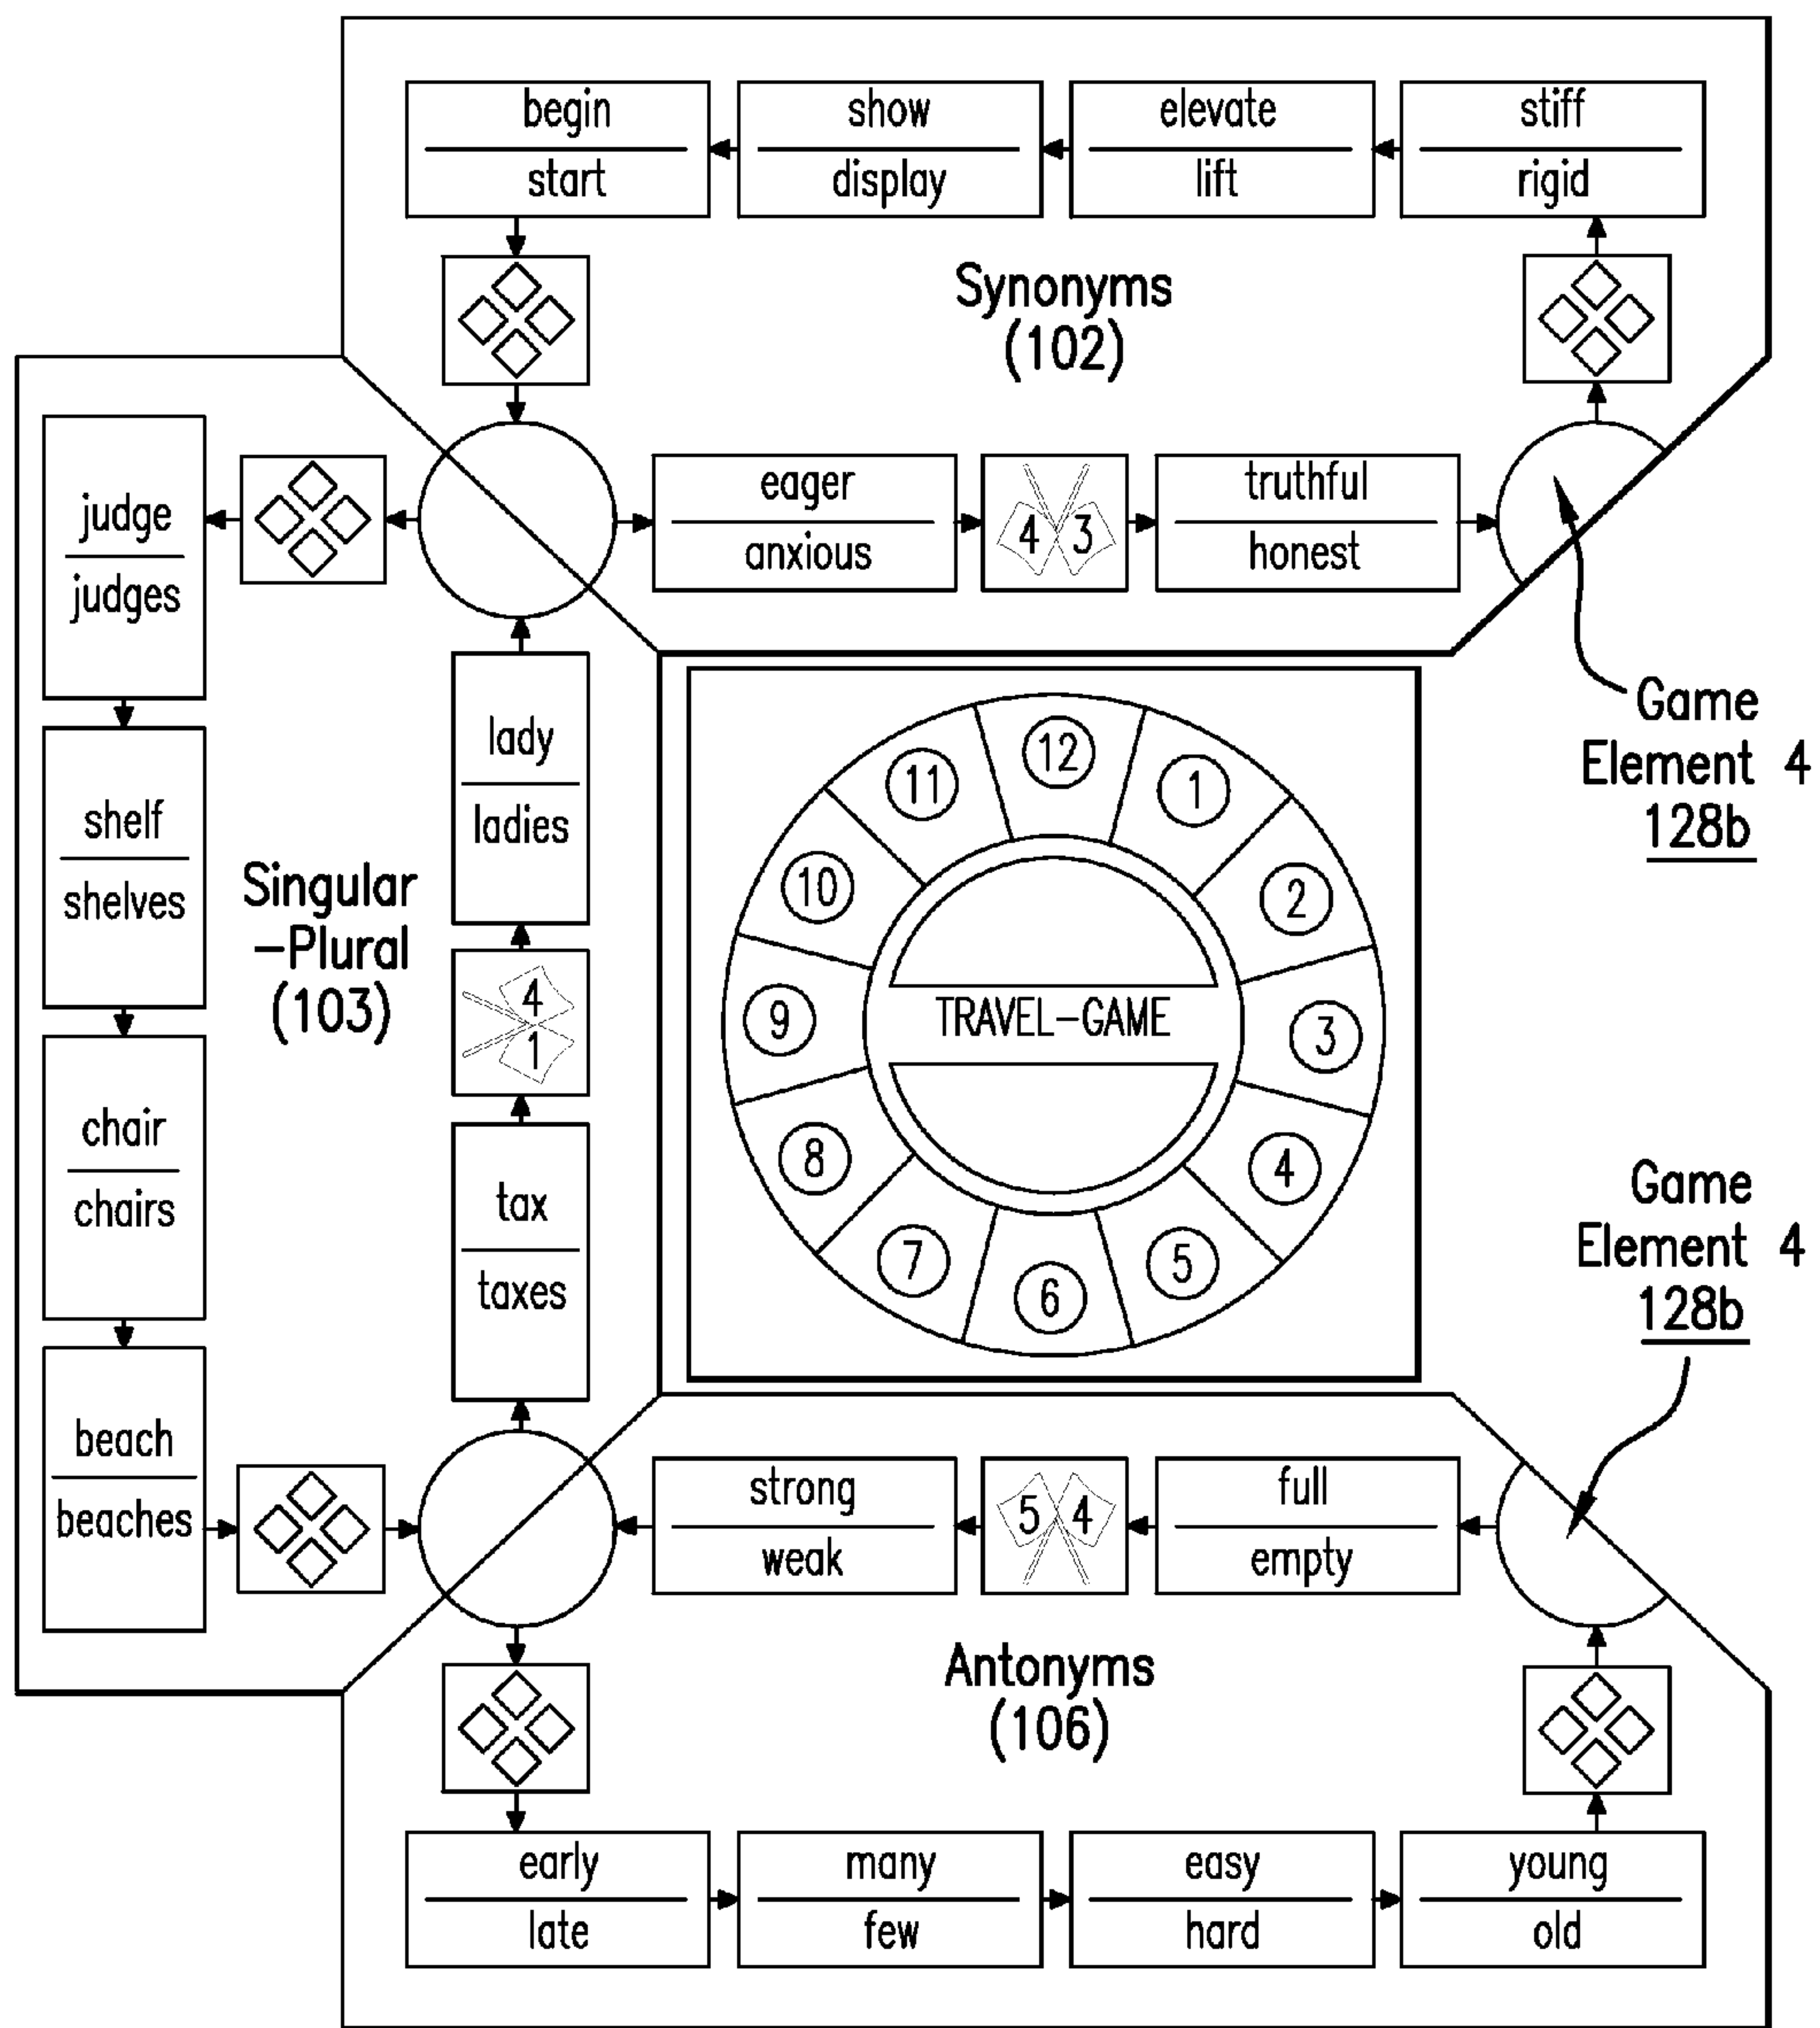 begin
start
show
display
elevate
lift
stiff
rigid
Synonyms
(102)
eager
anxious
4 3
truthful
honest
Game
Element 4
128b
judge
judges
shelf
shelves
chair
chairs
beach
beaches
Singular
-Plural
(103)
lady
ladies
4
1
tax
taxes
12
1
2
3
4
5
6
7
8
9
10
11
TRAVEL-GAME
Game
Element 4
128b
strong
weak
5 4
full
empty
Antonyms
(106)
early
late
many
few
easy
hard
young
old